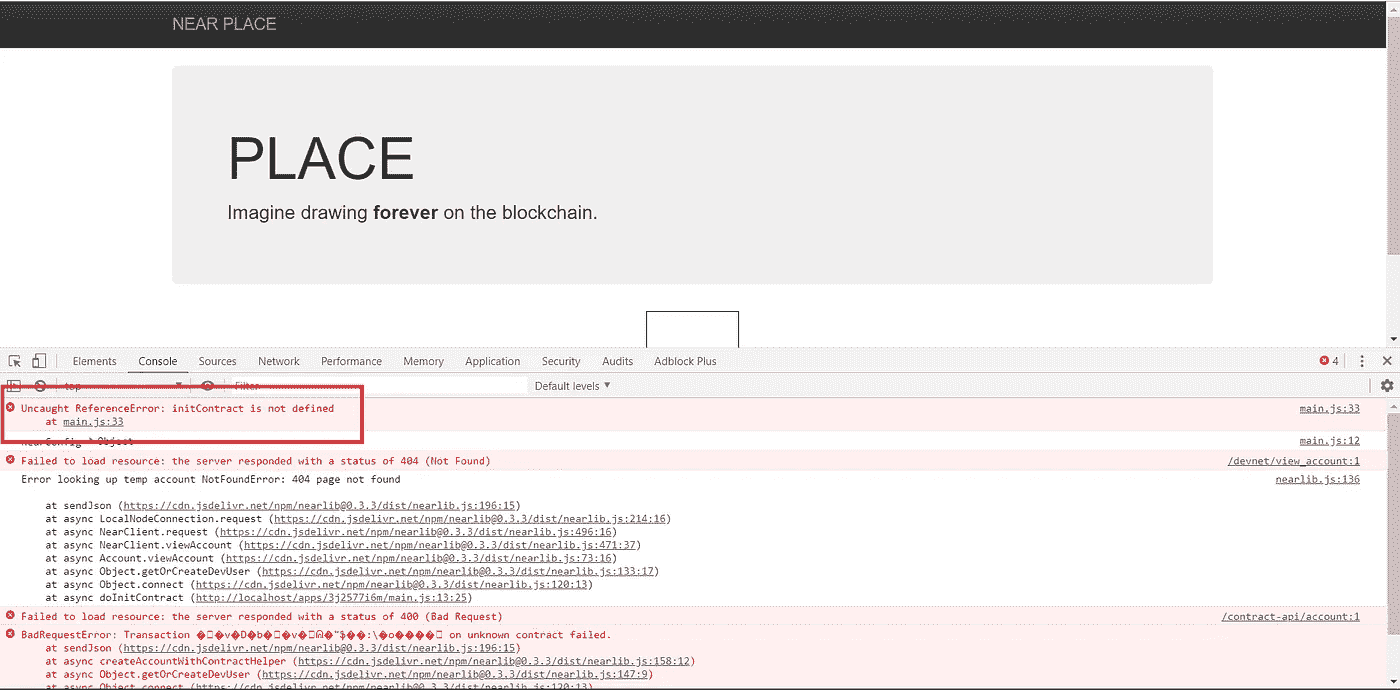 NEAR PLACE
PLACE
Imagine drawing forever on the blockchain.
Elements Console Sources Network Performance Memory Application Security Audits Adblock Plus 4
top Filter Default levels ▼
Uncaught ReferenceError: initContract is not defined main.js:33
at main.js:33
nearConfig Object main.js:12
Failed to load resource: the server responded with a status of 404 (Not Found) /devnet/view_account:1
Error looking up temp account NotFoundError: 404 page not found nearlib.js:136
at sendJson (https://cdn.jsdelivr.net/npm/nearlib@0.3.3/dist/nearlib.js:196:15)
at async LocalNodeConnection.request (https://cdn.jsdelivr.net/npm/nearlib@0.3.3/dist/nearlib.js:214:16)
at async NearClient.request (https://cdn.jsdelivr.net/npm/nearlib@0.3.3/dist/nearlib.js:496:16)
at async NearClient.viewAccount (https://cdn.jsdelivr.net/npm/nearlib@0.3.3/dist/nearlib.js:471:37)
at async Account.viewAccount (https://cdn.jsdelivr.net/npm/nearlib@0.3.3/dist/nearlib.js:73:16)
at async Object.getOrCreateDevUser (https://cdn.jsdelivr.net/npm/nearlib@0.3.3/dist/nearlib.js:133:17)
at async Object.connect (https://cdn.jsdelivr.net/npm/nearlib@0.3.3/dist/nearlib.js:120:13)
at async doInitContract (http://localhost/apps/3j2577i6m/main.js:13:25)
Failed to load resource: the server responded with a status of 400 (Bad Request) /contract-api/account:1
BadRequestError: Transaction on unknown contract failed.
at sendJson (https://cdn.jsdelivr.net/npm/nearlib@0.3.3/dist/nearlib.js:196:15)
at async createAccountWithContractHelper (https://cdn.jsdelivr.net/npm/nearlib@0.3.3/dist/nearlib.js:158:12)
at async Object.getOrCreateDevUser (https://cdn.jsdelivr.net/npm/nearlib@0.3.3/dist/nearlib.js:147:9)
at async Object.connect (https://cdn.jsdelivr.net/npm/nearlib@0.3.3/dist/nearlib.js:120:13)